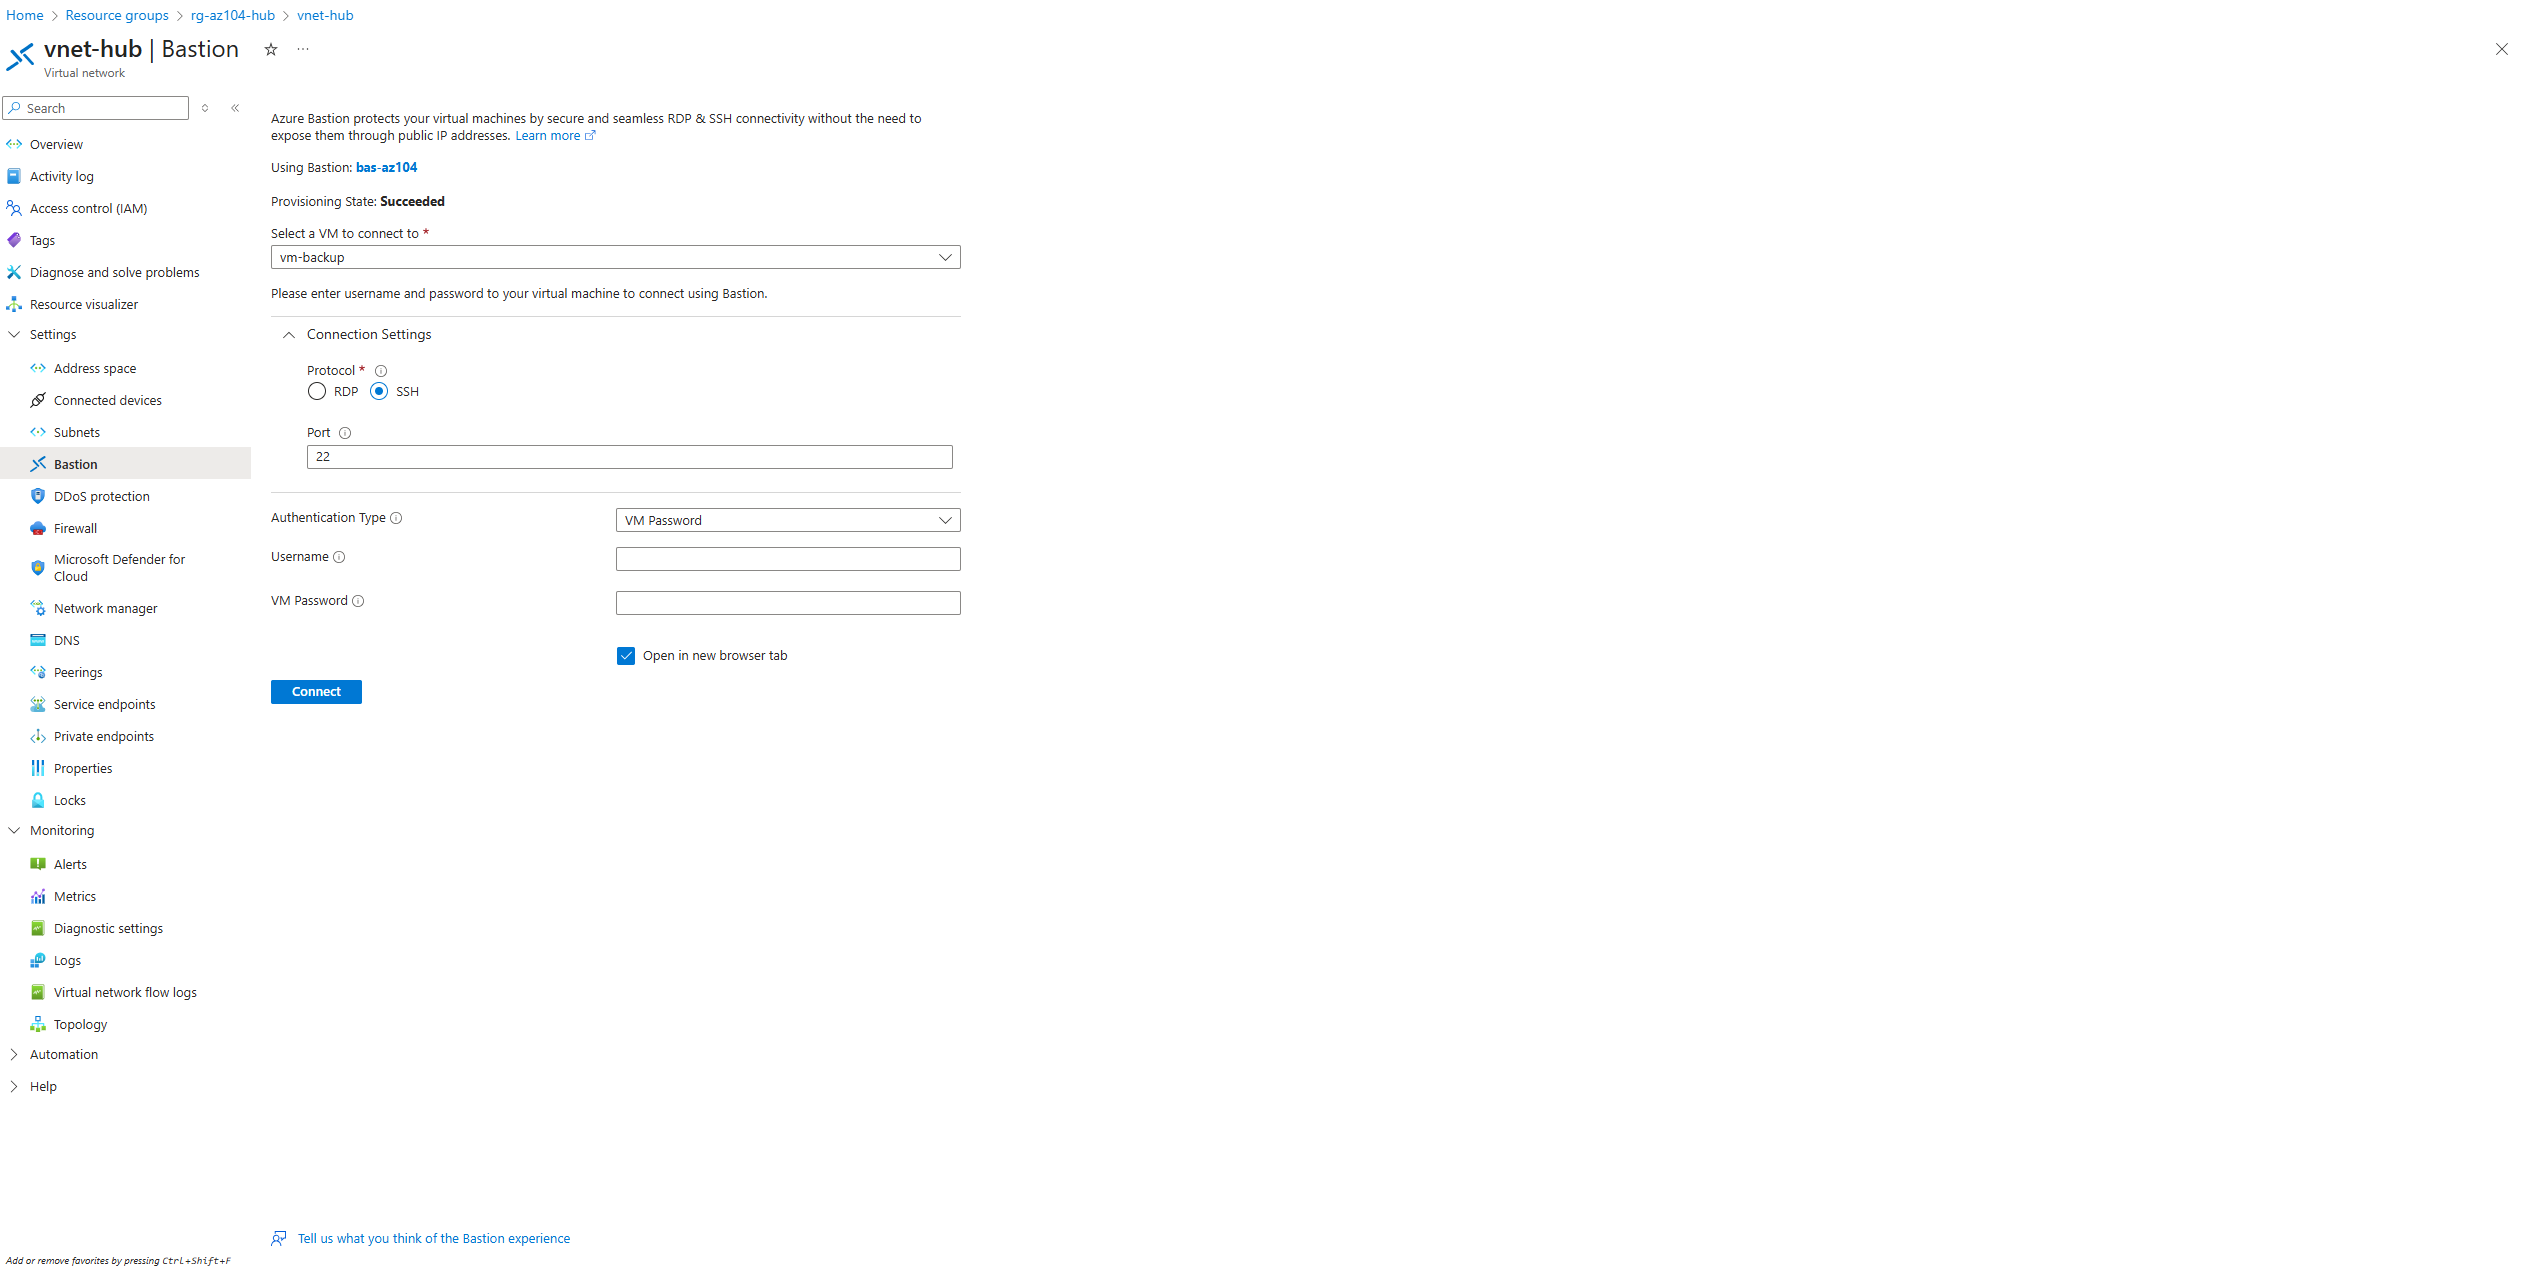 Home > Resource groups > rg-az104-hub > vnet-hub
vnet-hub | Bastion
Virtual network
Search
Overview
Activity log
Access control (IAM)
Tags
Diagnose and solve problems
Resource visualizer
Settings
Address space
Connected devices
Subnets
Bastion
DDoS protection
Firewall
Microsoft Defender for
Cloud
Network manager
DNS
Peerings
Service endpoints
Private endpoints
Properties
Locks
Monitoring
Alerts
Metrics
Diagnostic settings
Logs
Virtual network flow logs
Topology
Automation
Help
Add or remove favorites by pressing Ctrl+Shift+F
Azure Bastion protects your virtual machines by secure and seamless RDP & SSH connectivity without the need to
expose them through public IP addresses. Learn more
Using Bastion: bas-az104
Provisioning State: Succeeded
Select a VM to connect to *
vm-backup
Please enter username and password to your virtual machine to connect using Bastion.
Connection Settings
Protocol *
RDP SSH
Port
22
Authentication Type VM Password
Username
VM Password
Open in new browser tab
Connect
Tell us what you think of the Bastion experience